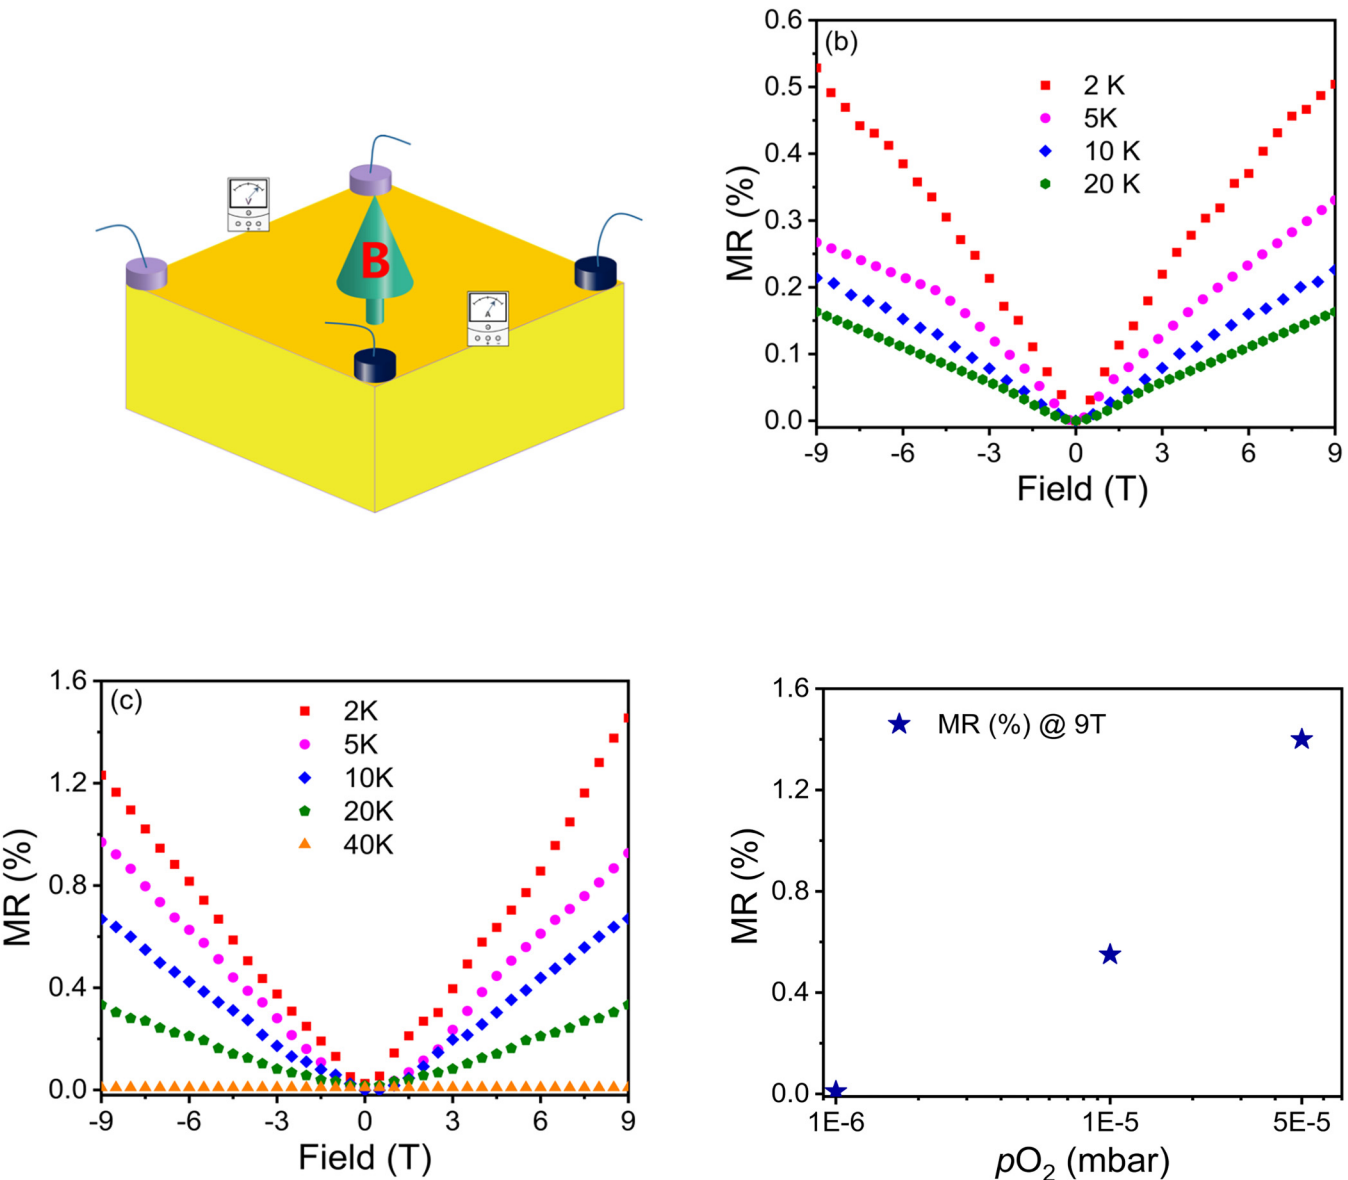 V
B
A
(b)
2 K
5K
10 K
20 K
0.6
0.5
0.4
0.3
0.2
0.1
0.0
MR (%)
-9 -6 -3 0 3 6 9
Field (T)
(c)
2K
5K
10K
20K
40K
1.6
1.2
0.8
0.4
0.0
MR (%)
-9 -6 -3 0 3 6 9
Field (T)
MR (%) @ 9T
1.6
1.2
0.8
0.4
0.0
MR (%)
1E-6 1E-5 5E-5
pO₂ (mbar)